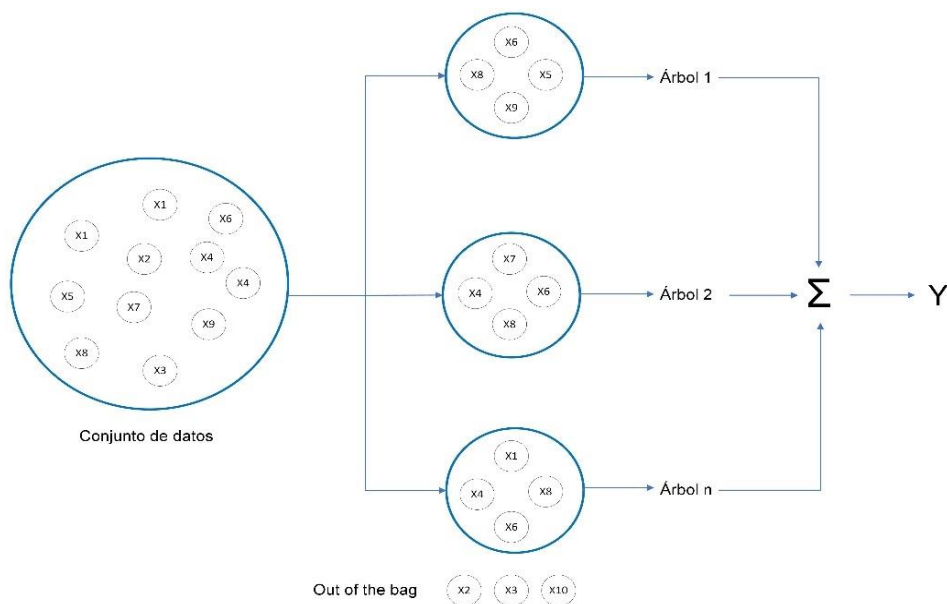 X6
X8
X5
X9
Árbol 1
X1
X6
X1
X2
X4
X4
X5
X7
X9
X8
X3
Conjunto de datos
X7
X4
X6
X8
Árbol 2
Σ
Y
X1
X4
X8
X6
Árbol n
Out of the bag X2 X3 X10